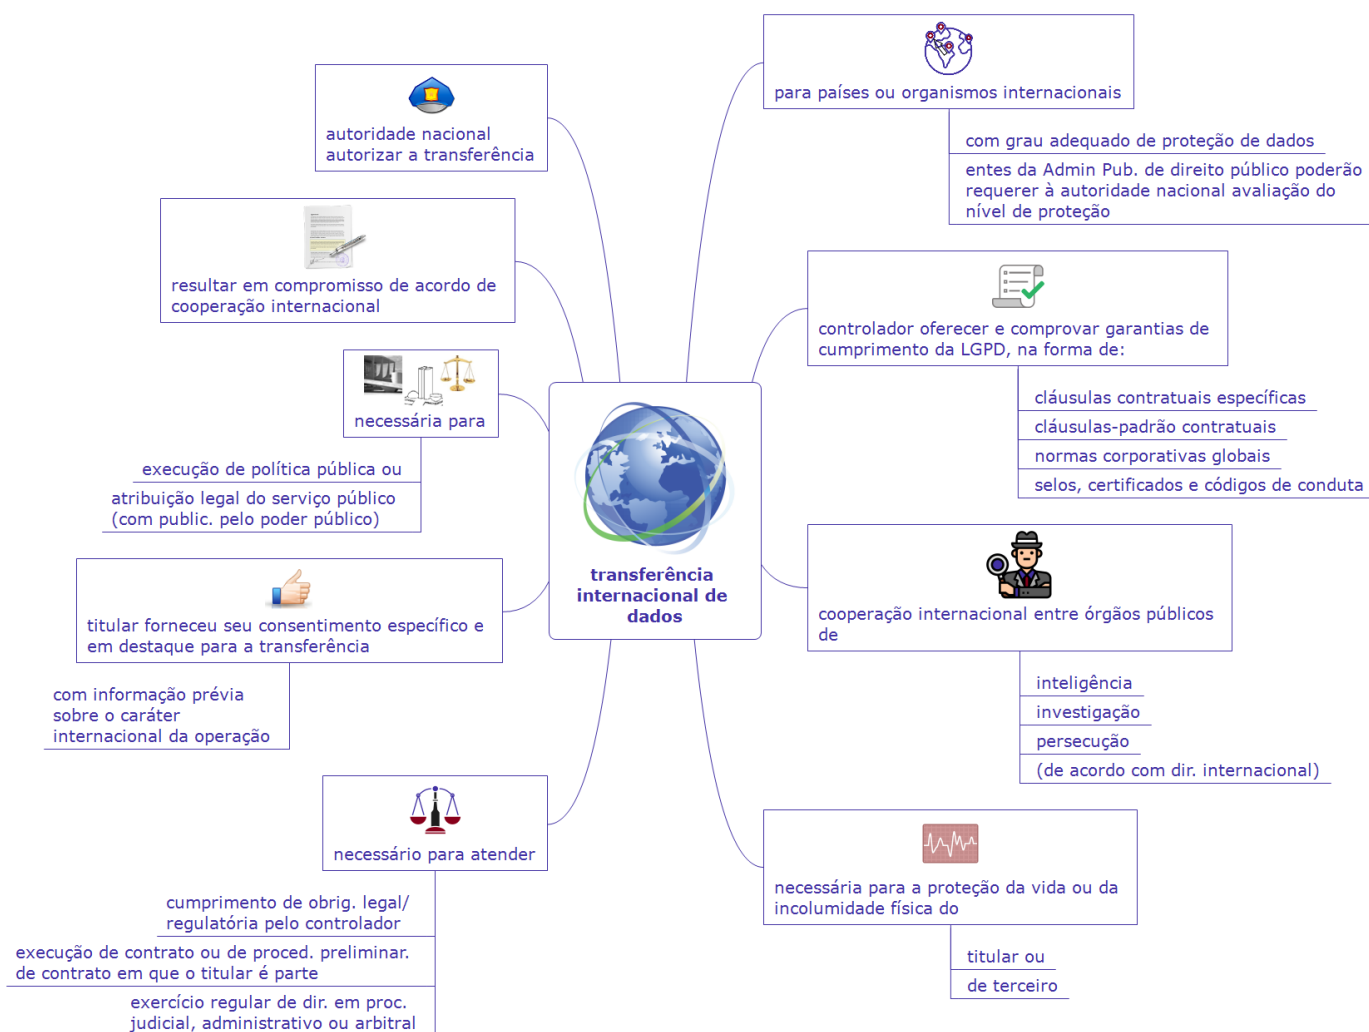 transferência
internacional de
dados
para países ou organismos internacionais
com grau adequado de proteção de dados
entes da Admin Pub. de direito público poderão
requerer à autoridade nacional avaliação do
nível de proteção
controlador oferecer e comprovar garantias de
cumprimento da LGPD, na forma de:
cláusulas contratuais específicas
cláusulas-padrão contratuais
normas corporativas globais
selos, certificados e códigos de conduta
cooperação internacional entre órgãos públicos
de
inteligência
investigação
persecução
(de acordo com dir. internacional)
necessária para a proteção da vida ou da
incolumidade física do
titular ou
de terceiro
autoridade nacional
autorizar a transferência
resultar em compromisso de acordo de
cooperação internacional
necessária para
execução de política pública ou
atribuição legal do serviço público
(com public. pelo poder público)
titular forneceu seu consentimento específico e
em destaque para a transferência
com informação prévia
sobre o caráter
internacional da operação
necessário para atender
cumprimento de obrig. legal/
regulatória pelo controlador
execução de contrato ou de proced. preliminar.
de contrato em que o titular é parte
exercício regular de dir. em proc.
judicial, administrativo ou arbitral